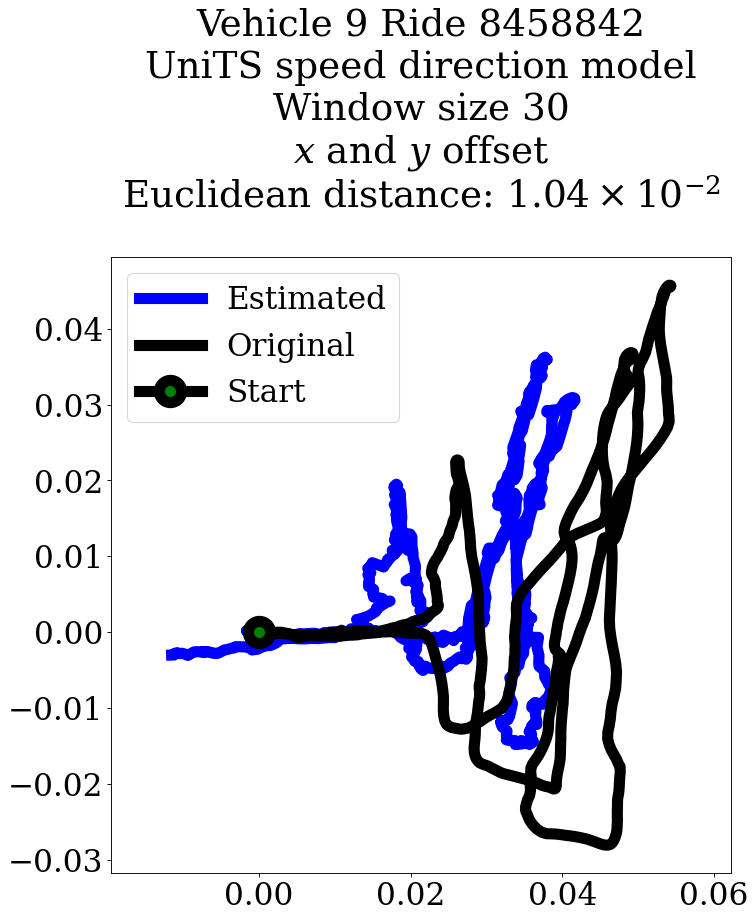 Vehicle 9 Ride 8458842
UniTS speed direction model
Window size 30
x and y offset
Euclidean distance: 1.04 × 10⁻²
Estimated
Original
Start
0.04
0.03
0.02
0.01
0.00
−0.01
−0.02
−0.03
0.00 0.02 0.04 0.06